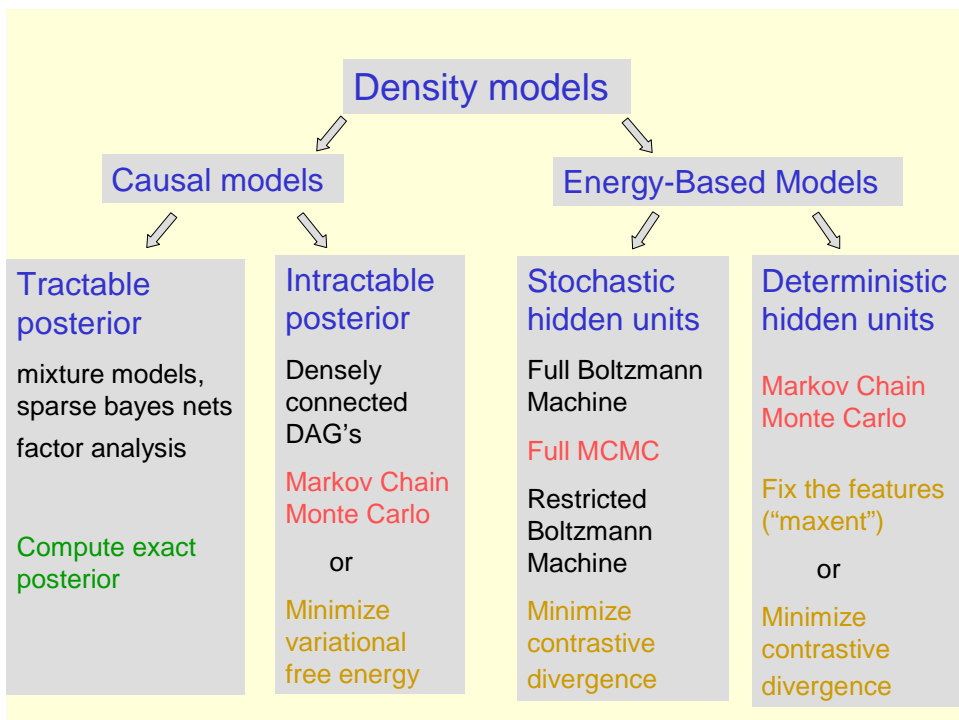 Density models
Causal models
Energy-Based Models
Tractable
posterior
mixture models,
sparse bayes nets
factor analysis
Compute exact
posterior
Intractable
posterior
Densely
connected
DAG's
Markov Chain
Monte Carlo
or
Minimize
variational
free energy
Stochastic
hidden units
Full Boltzmann
Machine
Full MCMC
Restricted
Boltzmann
Machine
Minimize
contrastive
divergence
Deterministic
hidden units
Markov Chain
Monte Carlo
Fix the features
(“maxent”)
or
Minimize
contrastive
divergence